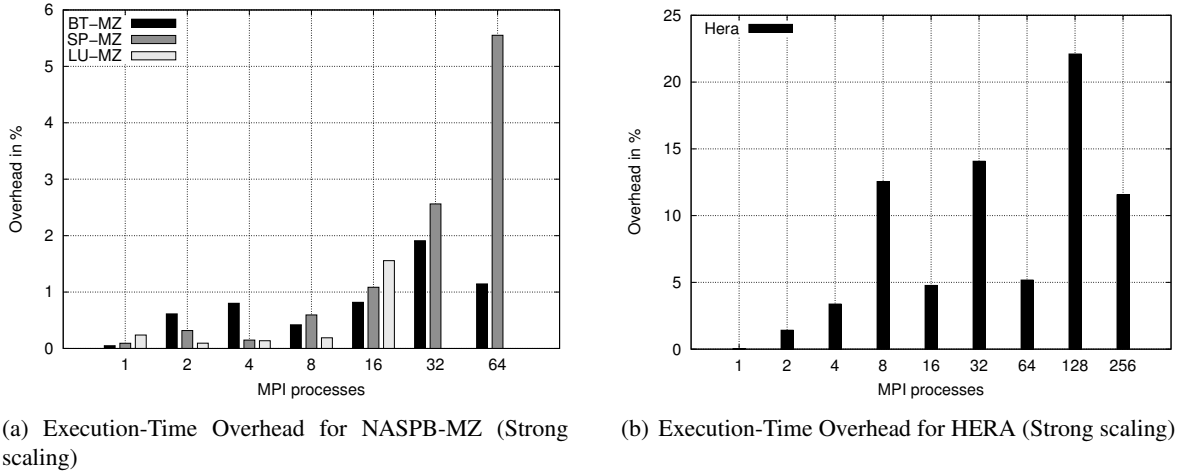 BT-MZ
SP-MZ
LU-MZ
Overhead in %
6
5
4
3
2
1
0
1 2 4 8 16 32 64
MPI processes
(a) Execution-Time Overhead for NASPB-MZ (Strong
scaling)
Hera
Overhead in %
25
20
15
10
5
0
1 2 4 8 16 32 64 128 256
MPI processes
(b) Execution-Time Overhead for HERA (Strong scaling)